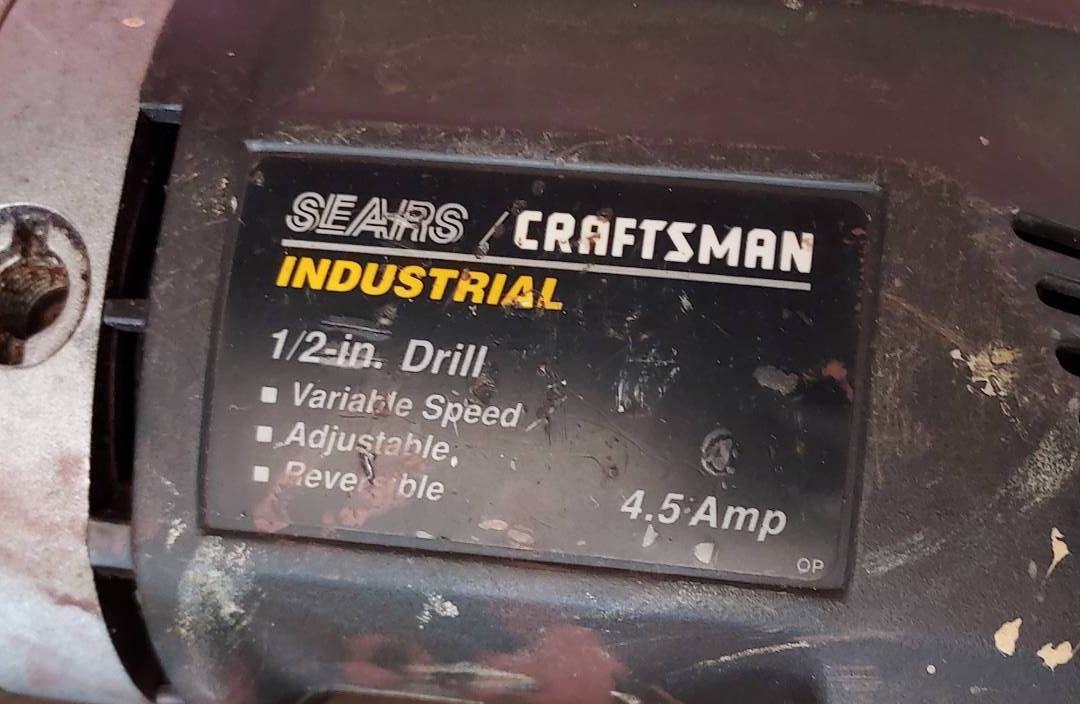 SEARS / CRAFTSMAN
INDUSTRIAL
1/2-in. Drill
▪ Variable Speed
▪ Adjustable
▪ Reversible
4.5 Amp
OP